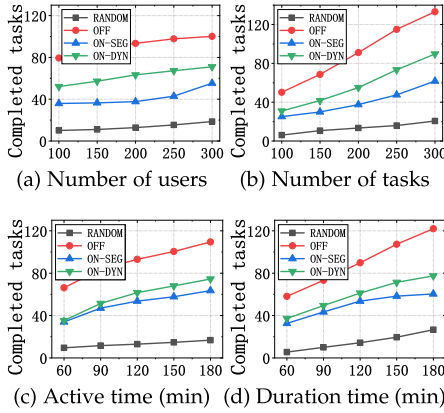 Completed tasks
120
80
40
0
RANDOM
OFF
ON-SEG
ON-DYN
100 150 200 250 300
(a) Number of users
Completed tasks
120
80
40
0
RANDOM
OFF
ON-SEG
ON-DYN
100 150 200 250 300
(b) Number of tasks
Completed tasks
120
80
40
0
RANDOM
OFF
ON-SEG
ON-DYN
60 90 120 150 180
(c) Active time (min)
Completed tasks
120
80
40
0
RANDOM
OFF
ON-SEG
ON-DYN
60 90 120 150 180
(d) Duration time (min)